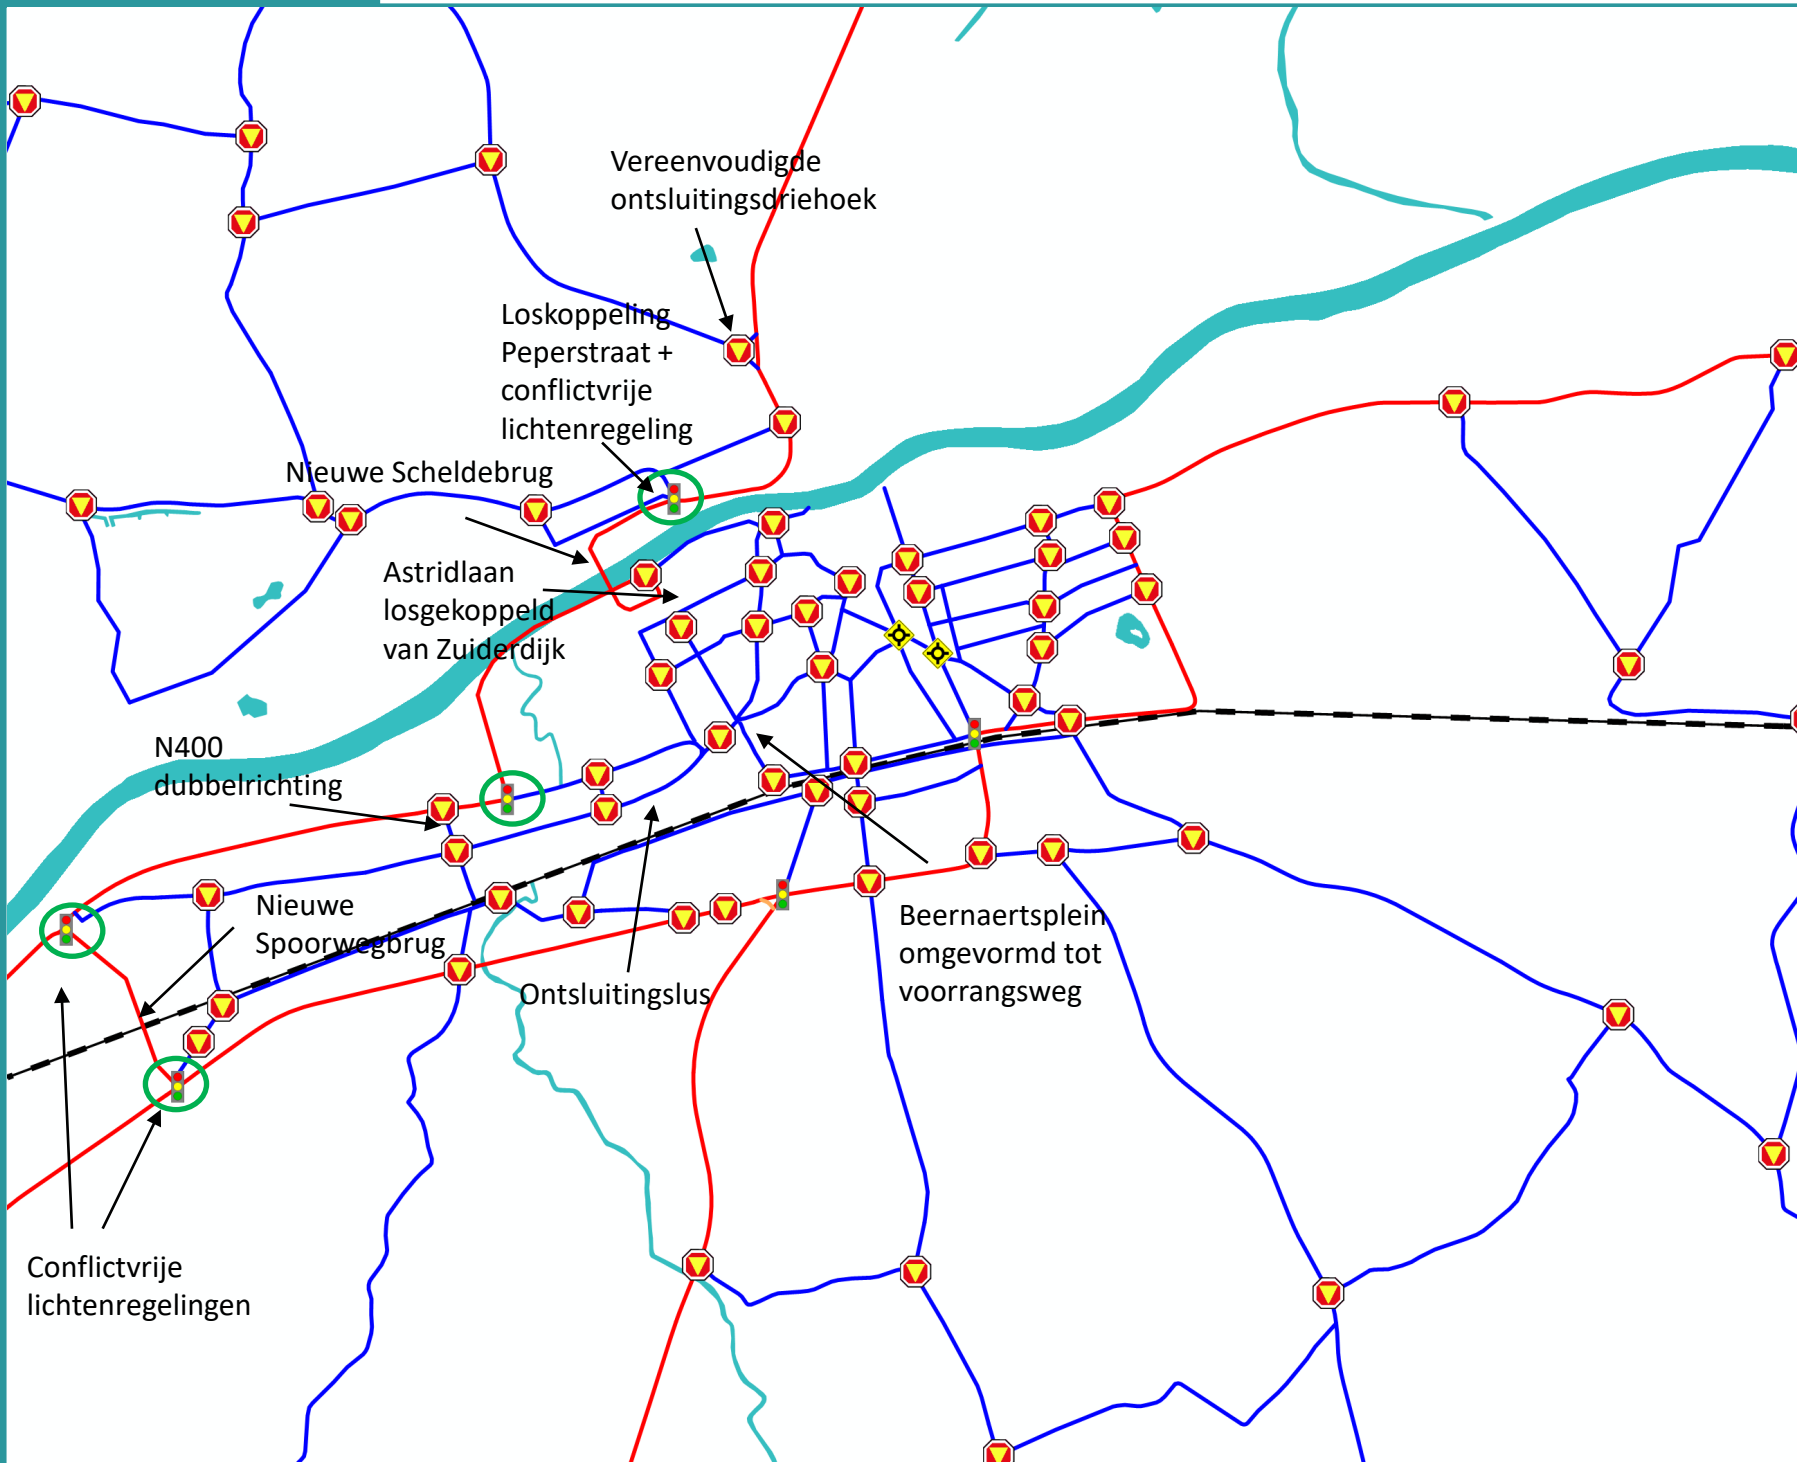 Vereenvoudigde
ontsluitingsdriehoek
Loskoppeling
Peperstraat +
conflictvrije
lichtenregeling
Nieuwe Scheldebrug
Astridlaan
losgekoppeld
van Zuiderdijk
N400
dubbelrichting
Nieuwe
Spoorwegbrug
Beernaertsplein
omgevormd tot
voorrangsweg
Ontsluitingslus
Conflictvrije
lichtenregelingen